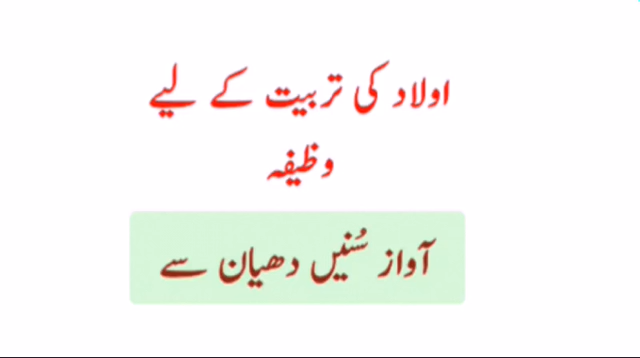 اولاد کی تربیت کے لیے
وظیفہ
آواز سُنیں دھیان سے